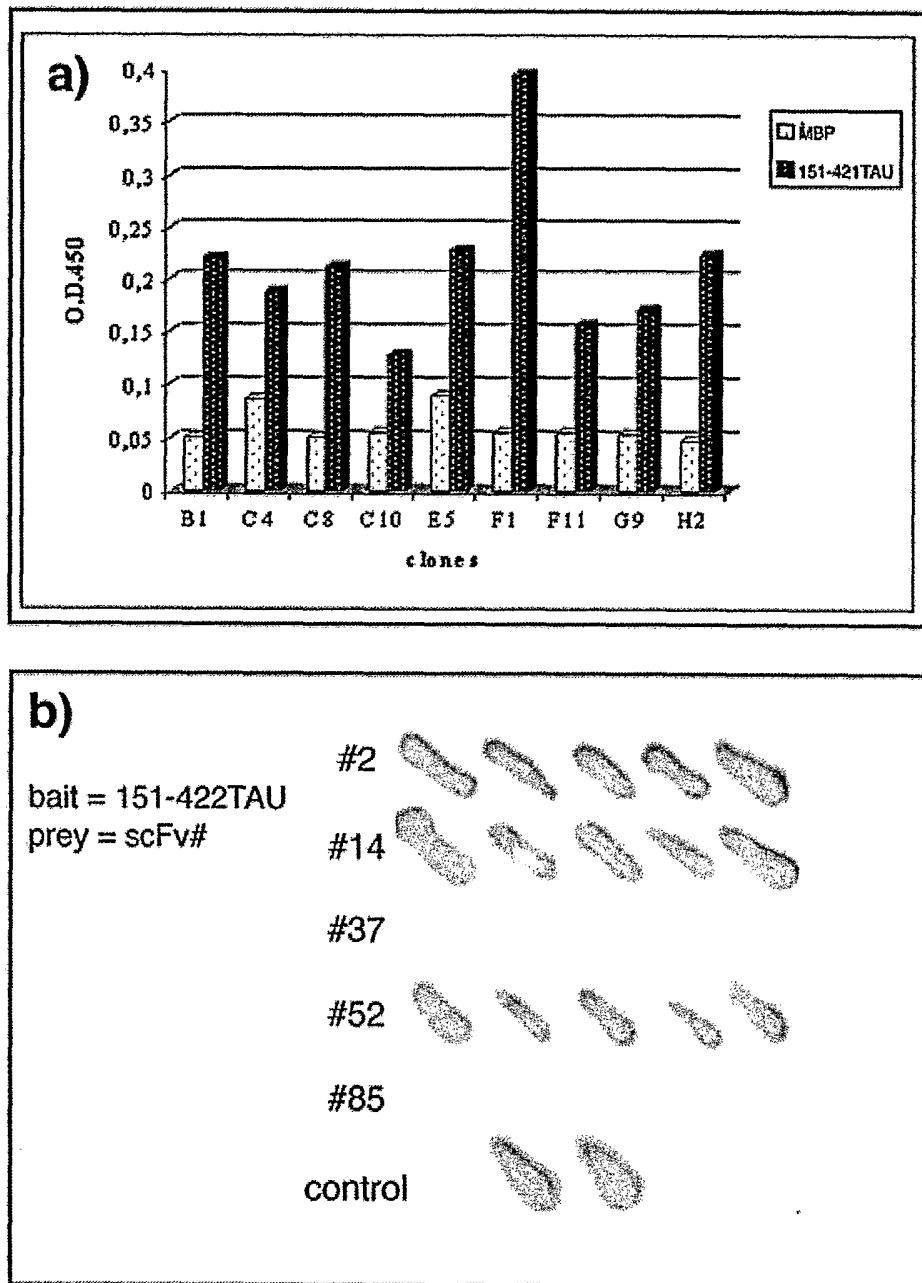 a)
0,4
0,35
0,3
0,25
0,2
0,15
0,1
0,05
0
O.D.450
B1 C4 C8 C10 E5 F1 F11 G9 H2
clones
MBP
151-421TAU
b)
bait = 151-422TAU
prey = scFv#
#2
#14
#37
#52
#85
control